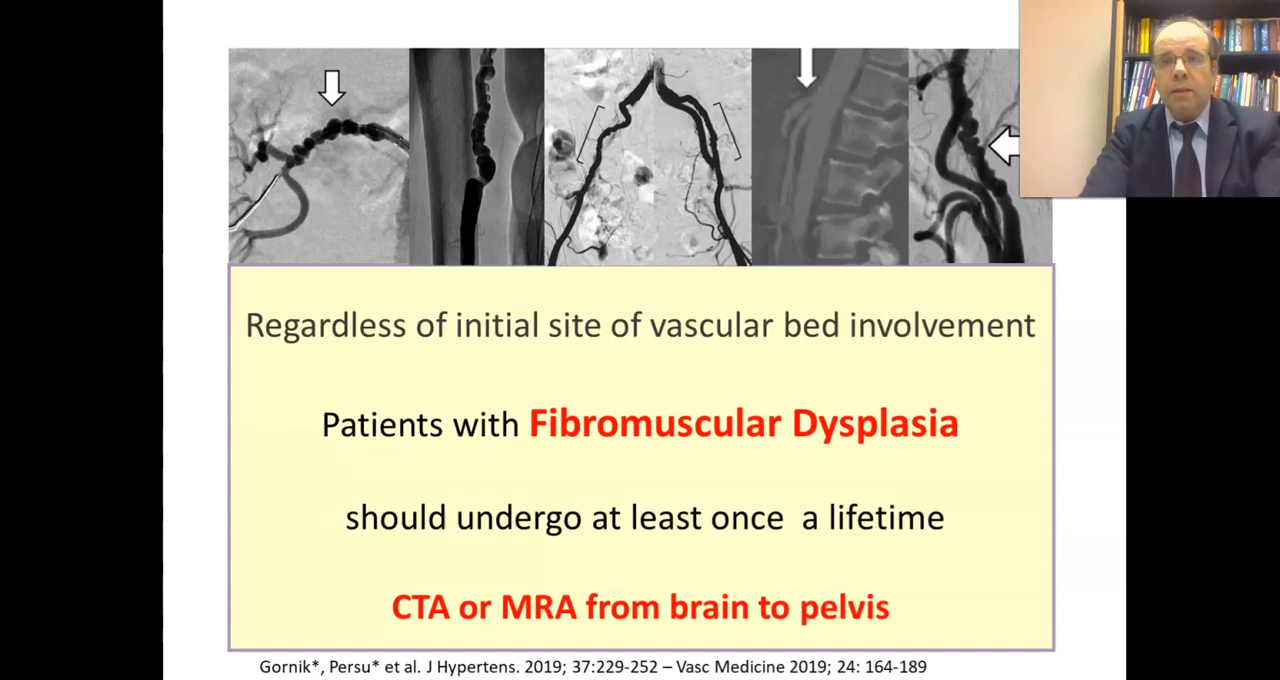 Regardless of initial site of vascular bed involvement
Patients with Fibromuscular Dysplasia
should undergo at least once a lifetime
CTA or MRA from brain to pelvis
Gornik*, Persu* et al. J Hypertens. 2019; 37:229-252 – Vasc Medicine 2019; 24: 164-189